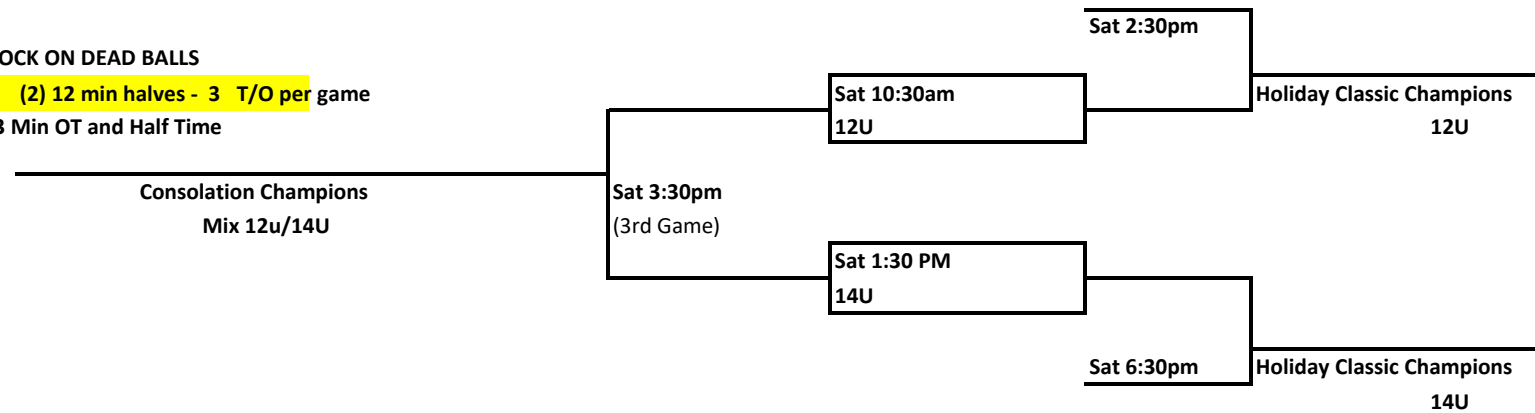 Sat 2:30pm
OCK ON DEAD BALLS
(2) 12 min halves - 3 T/O per game
Sat 10:30am
Holiday Classic Champions
3 Min OT and Half Time
12U
12U
Consolation Champions
Sat 3:30pm
Mix 12u/14U
(3rd Game)
Sat 1:30 PM
14U
Sat 6:30pm
Holiday Classic Champions
14U